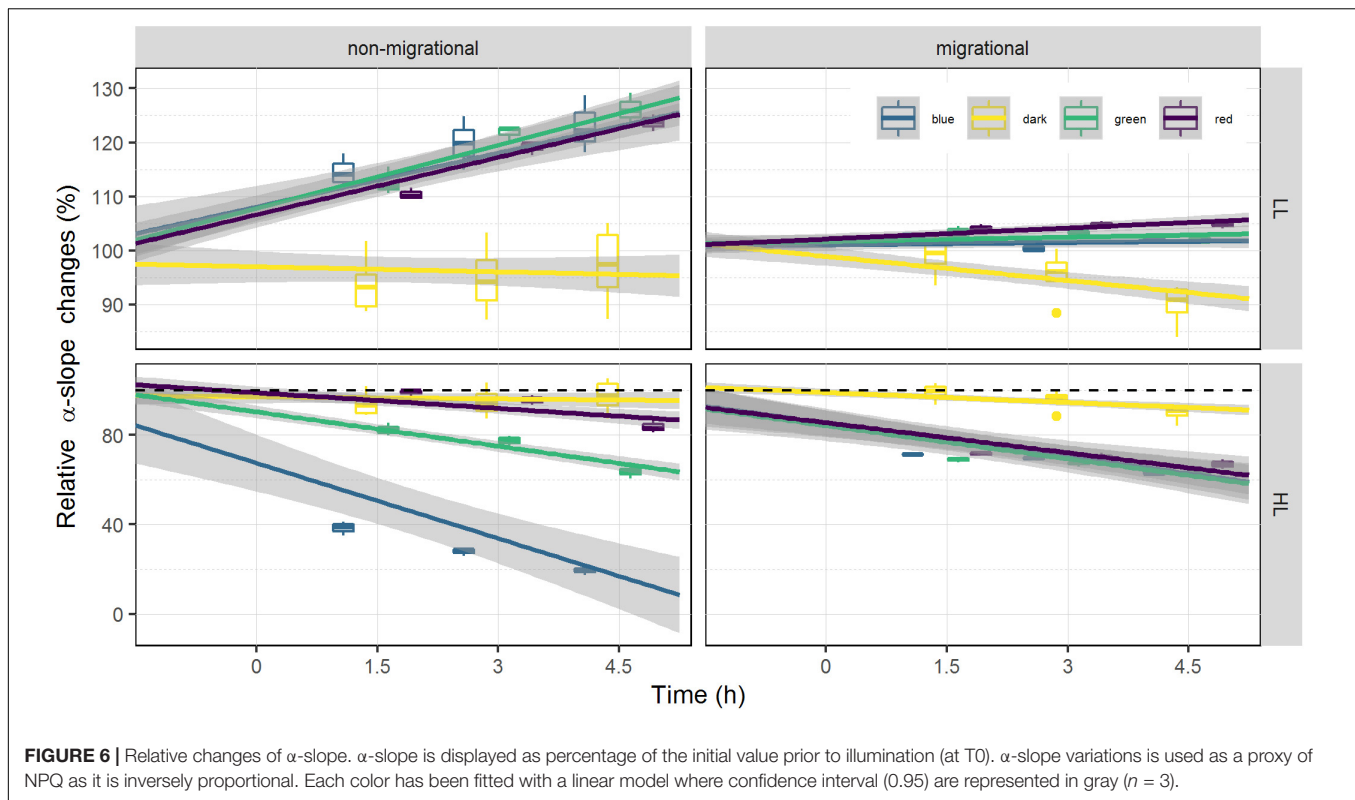 non-migrational migrational
130
120
110
100
90
blue dark green red
LL
Relative α-slope changes (%)
80
40
0
HL
0 1.5 3 4.5 0 1.5 3 4.5
Time (h)
FIGURE 6 | Relative changes of α-slope. α-slope is displayed as percentage of the initial value prior to illumination (at T0). α-slope variations is used as a proxy of
NPQ as it is inversely proportional. Each color has been fitted with a linear model where confidence interval (0.95) are represented in gray (n = 3).